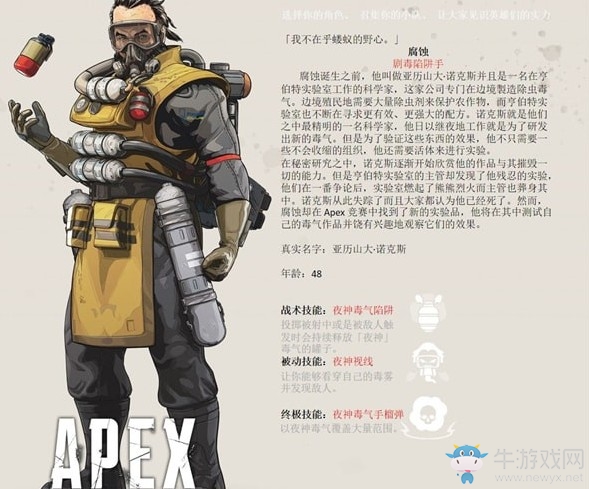 选择你的角色，召集你的小队，让大家见识英雄们的实力
「我不在乎蝼蚁的野心。」
腐蚀
剧毒陷阱手
腐蚀诞生之前，他叫做亚历山大·诺克斯并且是一名在亨
伯特实验室工作的科学家，这家公司专门在边境製造除虫毒
气。边境殖民地需要大量除虫剂来保护农作物，而亨伯特实
验室也不断在寻求更有效、更强大的配方。诺克斯就是他们
之中最精明的一名科学家，他日以继夜地工作就是为了研发
出新的毒气。但是为了验证这些东西的效果，他不只需要一
些不会收缩的组织，他还需要活体来进行实验。
在秘密研究之中，诺克斯逐渐开始欣赏他的作品与其摧毁一
切的能力。但是亨伯特实验室的主管却发现了他残忍的实验，
他们在一番争论后，实验室燃起了熊熊烈火而主管也葬身其
中。诺克斯从此失踪了而且大家都认为他已经死了。然而，
腐蚀却在 Apex 竞赛中找到了新的实验品，他将在其中测试自
己的毒气作品并饶有兴趣地观察它们的效果。
真实名字：亚历山大·诺克斯
年龄：48
战术技能：夜神毒气陷阱
投掷被射中或是被敌人触
发时会持续释放「夜神」
毒气的罐子。
被动技能：夜神视线
让你能够看穿自己的毒雾
并发现敌人。
终极技能：夜神毒气手榴弹
以夜神毒气覆盖大量范围。
APEX
牛游戏网
www.newyx.net